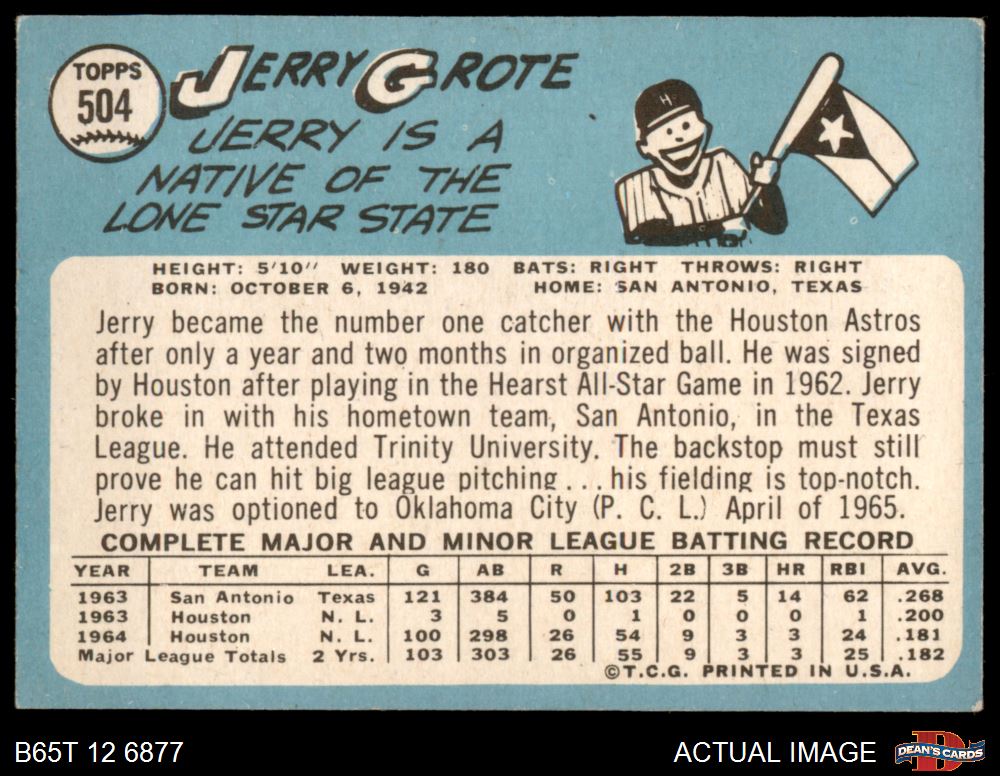 TOPPS
504
JERRY GROTE
JERRY IS A
NATIVE OF THE
LONE STAR STATE
H
HEIGHT: 5'10" WEIGHT: 180 BATS: RIGHT THROWS: RIGHT
BORN: OCTOBER 6, 1942 HOME: SAN ANTONIO, TEXAS
Jerry became the number one catcher with the Houston Astros
after only a year and two months in organized ball. He was signed
by Houston after playing in the Hearst All-Star Game in 1962. Jerry
broke in with his hometown team, San Antonio, in the Texas
League. He attended Trinity University. The backstop must still
prove he can hit big league pitching . . . his fielding is top-notch.
Jerry was optioned to Oklahoma City (P. C. L.) April of 1965.
COMPLETE MAJOR AND MINOR LEAGUE BATTING RECORD
YEAR TEAM LEA. G AB R H 2B 3B HR RBI AVG.
1963 San Antonio Texas 121 384 50 103 22 5 14 62 .268
1963 Houston N. L. 3 5 0 1 0 0 0 1 .200
1964 Houston N. L. 100 298 26 54 9 3 3 24 .181
Major League Totals 2 Yrs. 103 303 26 55 9 3 3 25 .182
©T.C.G. PRINTED IN U.S.A.
B65T 12 6877
ACTUAL IMAGE
D
DEAN'S CARDS